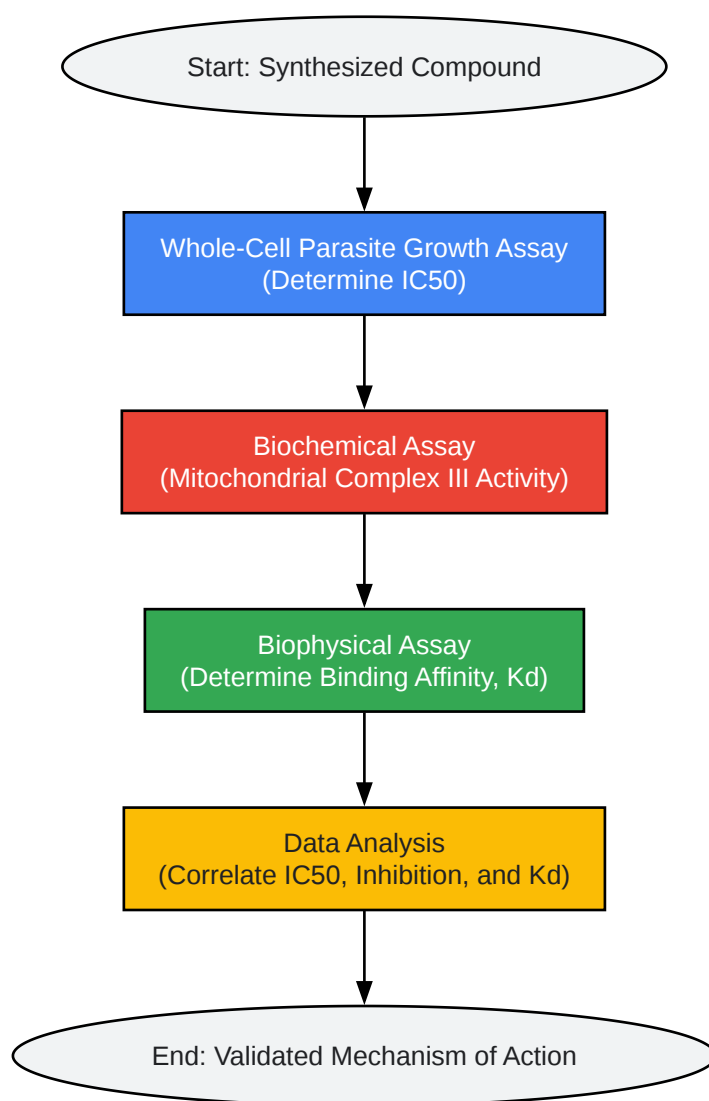 Start: Synthesized Compound
Whole-Cell Parasite Growth Assay
(Determine IC50)
Biochemical Assay
(Mitochondrial Complex III Activity)
Biophysical Assay
(Determine Binding Affinity, Kd)
Data Analysis
(Correlate IC50, Inhibition, and Kd)
End: Validated Mechanism of Action